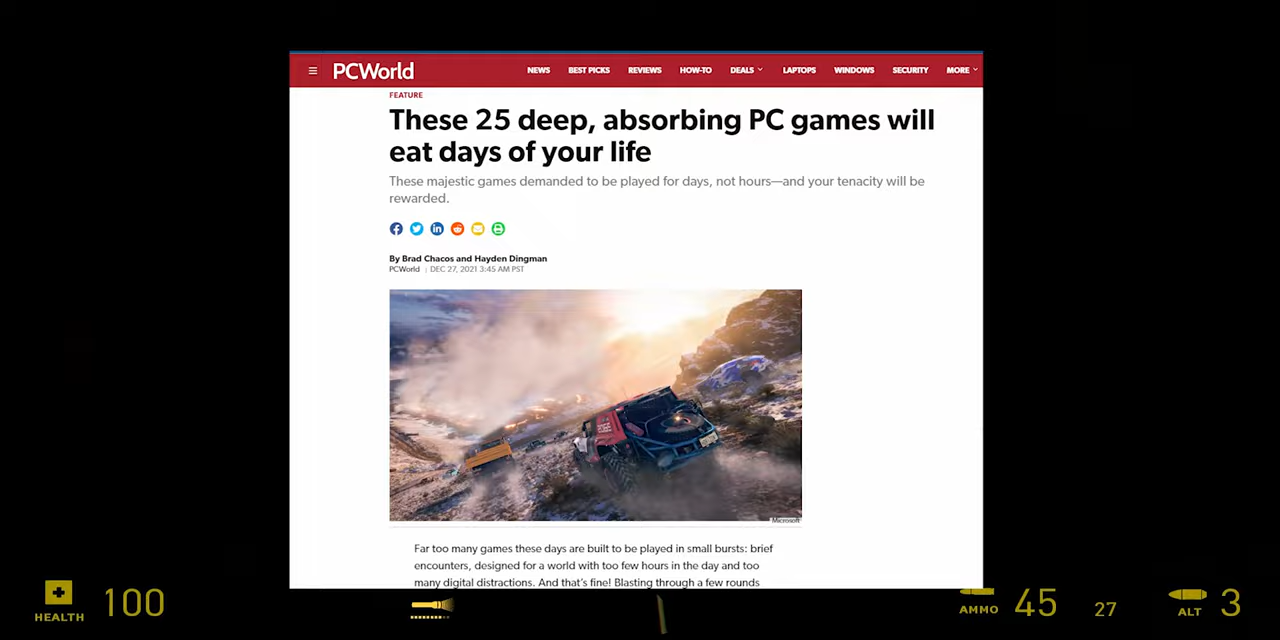 PCWorld
NEWS BEST PICKS REVIEWS HOW-TO DEALS LAPTOPS WINDOWS SECURITY MORE
FEATURE
These 25 deep, absorbing PC games will
eat days of your life
These majestic games demanded to be played for days, not hours—and your tenacity will be
rewarded.
By Brad Chacos and Hayden Dingman
PCWorld | DEC 27, 2021 3:45 AM PST
Microsoft
Far too many games these days are built to be played in small bursts: brief
encounters, designed for a world with too few hours in the day and too
many digital distractions. And that's fine! Blasting through a few rounds
HEALTH 100
AMMO 45 27
ALT 3